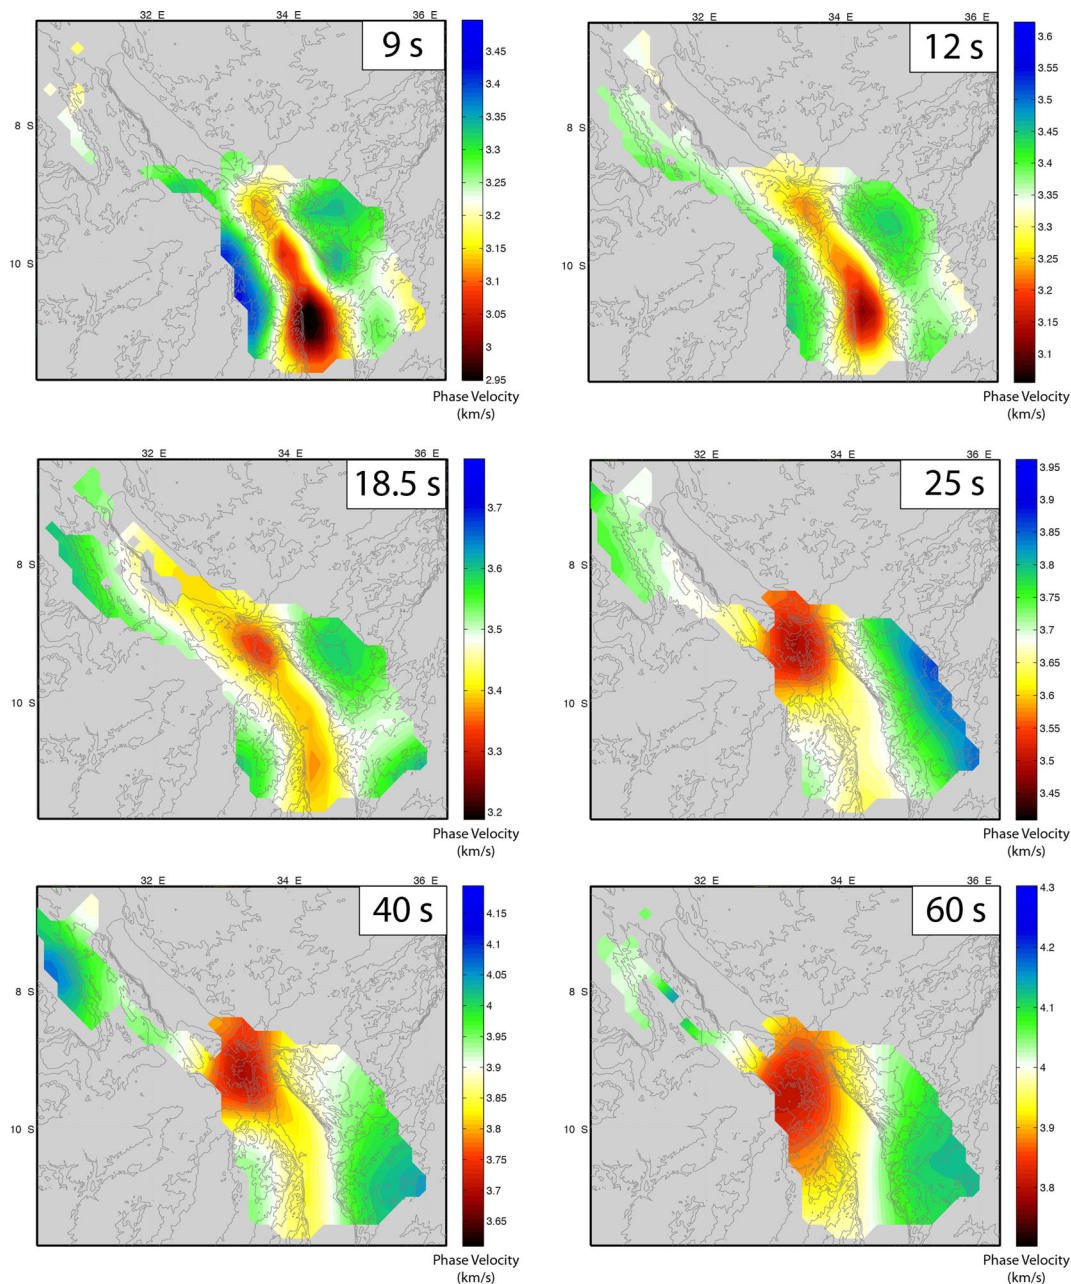 32 E 34 36
9 s
8 S
10 S
3.45
3.4
3.35
3.3
3.25
3.2
3.15
3.1
3.05
3
2.95
Phase Velocity
(km/s)
32 E 34 36 E
12 s
8 S
10 S
3.6
3.55
3.5
3.45
3.4
3.35
3.3
3.25
3.2
3.15
3.1
Phase Velocity
(km/s)
32 E 34 E 36 E
18.5 s
8 S
10 S
3.7
3.6
3.5
3.4
3.3
3.2
Phase Velocity
(km/s)
32 E 34 E 36 E
25 s
8 S
10 S
3.95
3.9
3.85
3.8
3.75
3.7
3.65
3.6
3.55
3.5
3.45
Phase Velocity
(km/s)
32 E 34 E 36 E
40 s
8 S
10 S
4.15
4.1
4.05
4
3.95
3.9
3.85
3.8
3.75
3.7
3.65
Phase Velocity
(km/s)
32 E 34 E 36 E
60 s
8 S
10 S
4.3
4.2
4.1
4
3.9
3.8
Phase Velocity
(km/s)